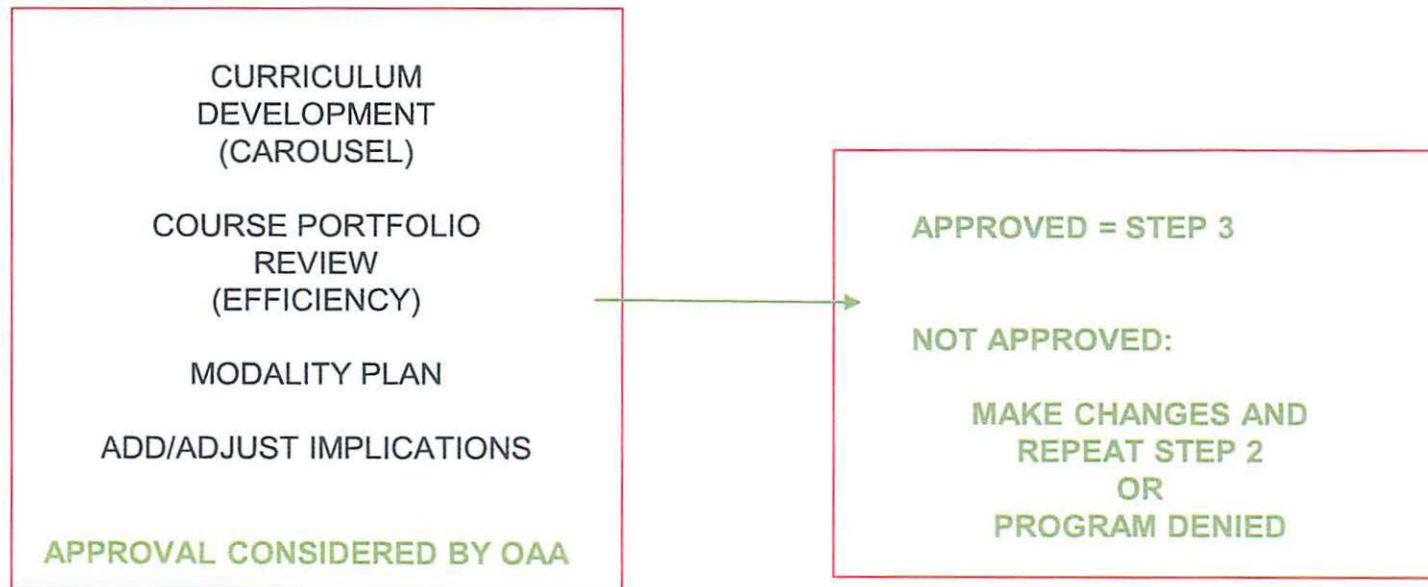 CURRICULUM
DEVELOPMENT
(CAROUSEL)
COURSE PORTFOLIO
REVIEW
(EFFICIENCY)
MODALITY PLAN
ADD/ADJUST IMPLICATIONS
APPROVAL CONSIDERED BY OAA
APPROVED = STEP 3
NOT APPROVED:
MAKE CHANGES AND
REPEAT STEP 2
OR
PROGRAM DENIED